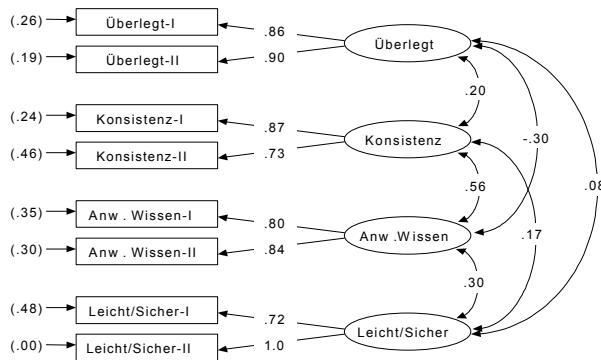 (.26) Überlegt-I .86
(.19) Überlegt-II .90
Überlegt
.20
(.24) Konsistenz-I .87
(.46) Konsistenz-II .73
Konsistenz
-.30
.08
.56
(.35) Anw . Wissen-I .80
(.30) Anw . Wissen-II .84
Anw .Wissen
.17
.30
(.48) Leicht/Sicher-I .72
(.00) Leicht/Sicher-II 1.0
Leicht/Sicher